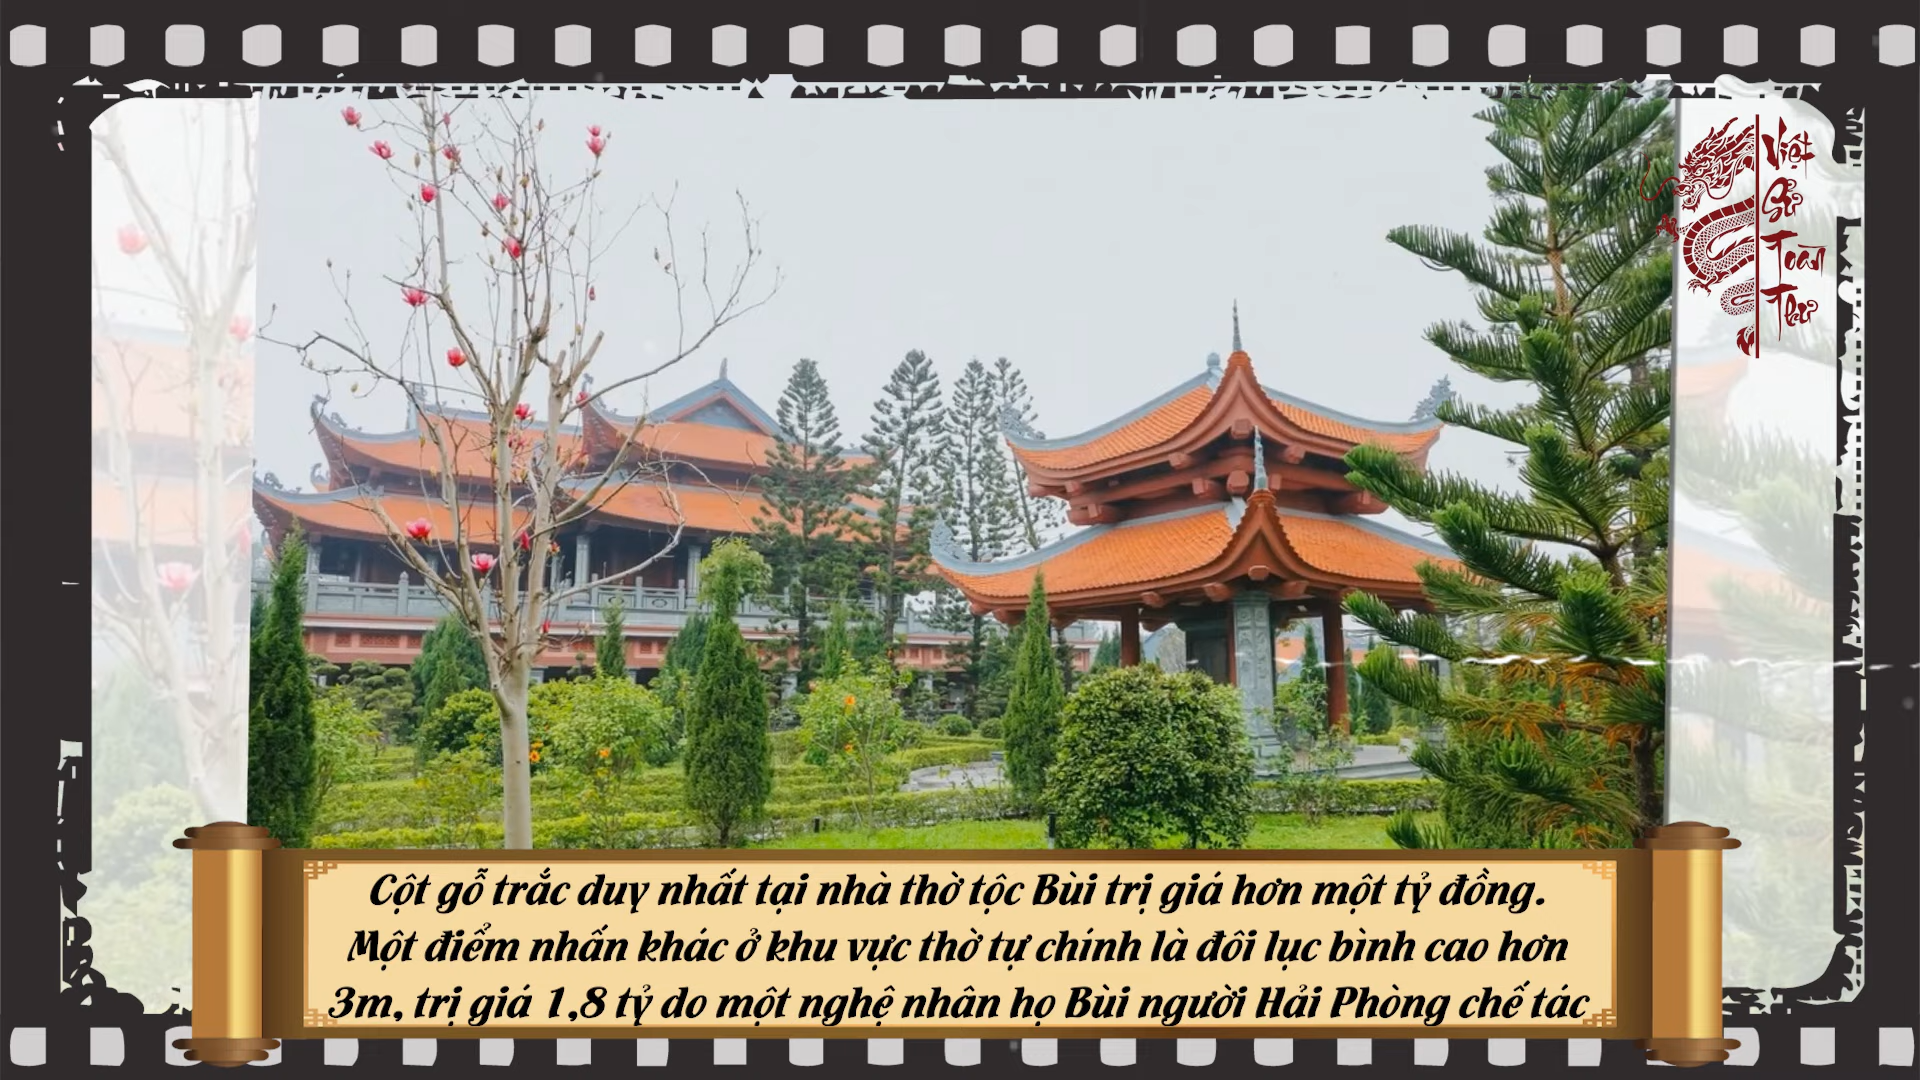 Việt
Sử
Toàn
Thư
Cột gỗ trắc duy nhất tại nhà thờ tộc Bùi trị giá hơn một tỷ đồng.
Một điểm nhấn khác ở khu vực thờ tự chính là đôi lục bình cao hơn
3m, trị giá 1,8 tỷ do một nghệ nhân họ Bùi người Hải Phòng chế tác